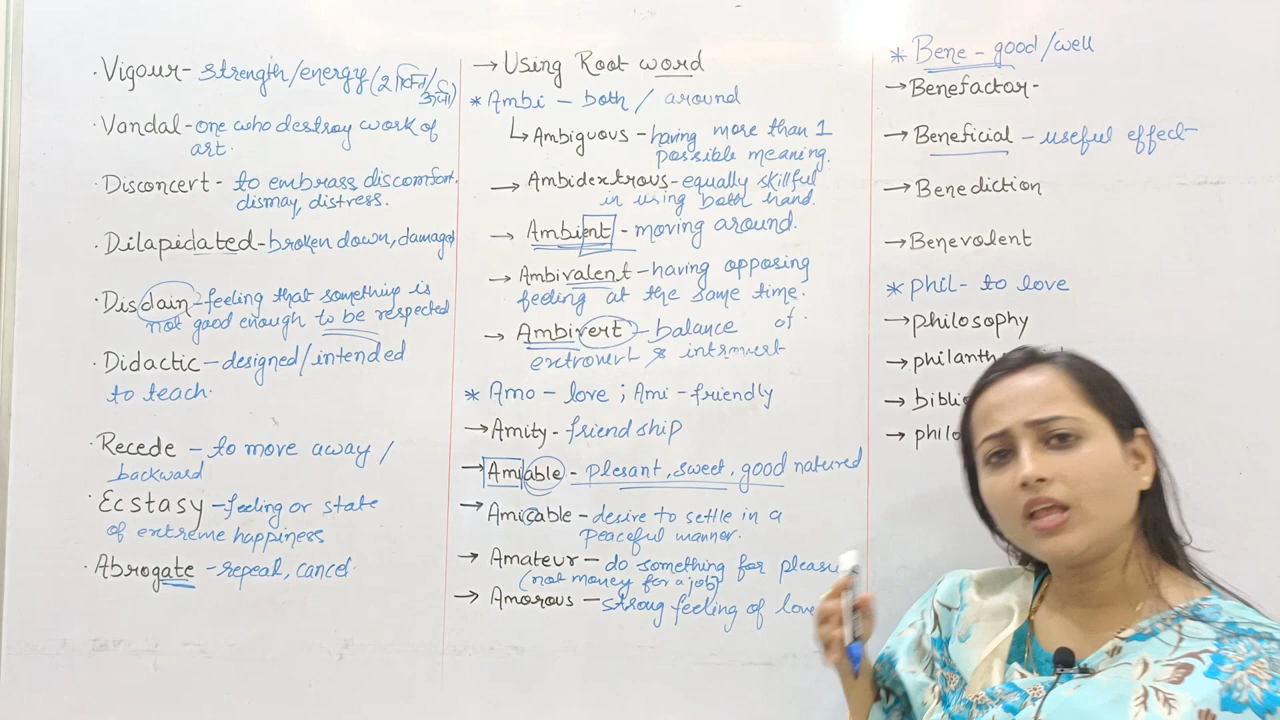 · Vigour - strength/energy (शक्ति/
ऊर्जा)
· Vandal - one who destroy work of
art.
· Disconcert - to embrass discomfort,
dismay, distress.
· Dilapidated - broken down, damaged
· Disdain - feeling that something is
not good enough to be respected
· Didactic - designed/intended
to teach.
· Recede - to move away /
backward
· Ecstasy - feeling or state
of extreme happiness
· Abrogate - repeal, cancel
→ Using Root word
* Ambi - both / around
↳ Ambiguous - having more than 1
possible meaning.
→ Ambidextrous - equally skillful
in using both hand.
→ Ambient - moving around.
→ Ambivalent - having opposing
feeling at the same time.
→ Ambivert - balance of
extrovert & introvert
* Amo - love ; Ami - friendly
→ Amity - friendship
→ Amiable - plesant, sweet, good natured
→ Amicable - desire to settle in a
peaceful manner.
→ Amateur - do something for pleasu
(not money for a job)
→ Amorous - strong feeling of love
* Bene - good/well
→ Benefactor -
→ Beneficial - useful effect
→ Benediction
→ Benevolent
* phil - to love
→ philosophy
→ philanth
→ biblio
→ philo